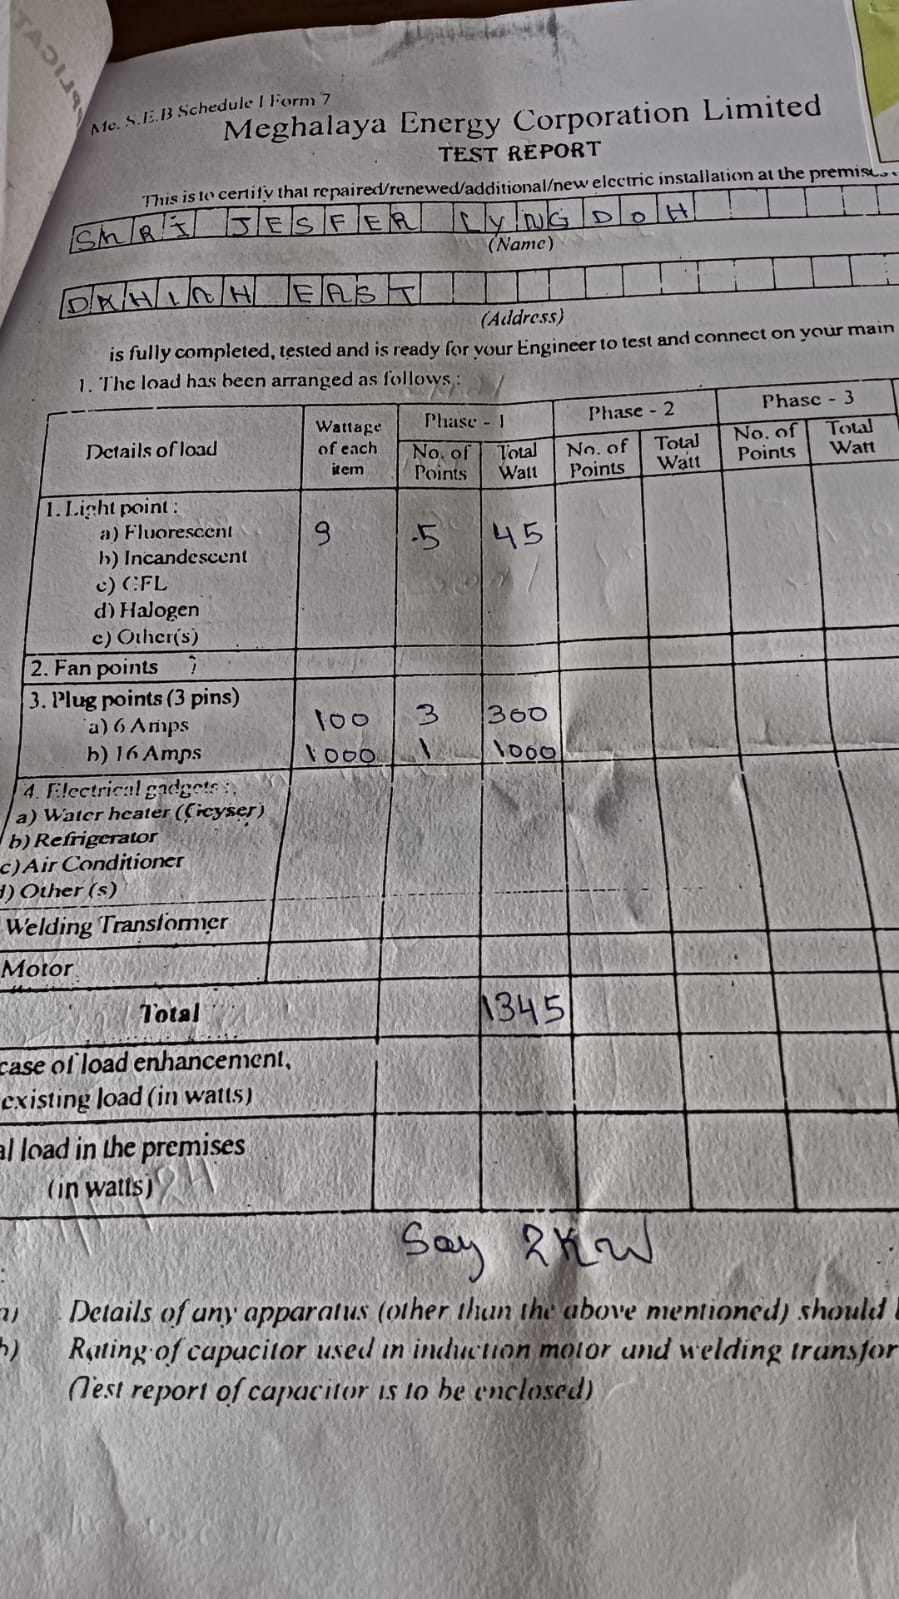 Me. S.E.B Schedule I Form 7
Meghalaya Energy Corporation Limited
TEST REPORT
This is to certify that repaired/renewed/additional/new electric installation at the
SHRI JESFER LYNGDOH
(Name)
EAST
(Address)
is fully completed, tested and is ready for your Engineer to test and connect on your main
1. The load has been arranged as follows :
Details of load Wattage of each item Phase - 1 Phase - 2 Phase - 3
No. of Points Total Watt No. of Points Total Watt No. of Points Total Watt
1. Light point :
a) Fluorescent 9 5 45
b) Incandescent
c) CFL
d) Halogen
e) Other(s)
2. Fan points
3. Plug points (3 pins)
a) 6 Amps 100 3 300
b) 16 Amps 1000 1 1000
4. Electrical gadgets :
a) Water heater (Geyser)
b) Refrigerator
c) Air Conditioner
d) Other (s)
Welding Transformer
Motor
Total 1345
case of load enhancement,
existing load (in watts)
load in the premises
(in watts)
Say 2KW
Details of any apparatus (other than the above mentioned) should
b) Rating of capacitor used in induction motor and welding
(Test report of capacitor is to be enclosed)